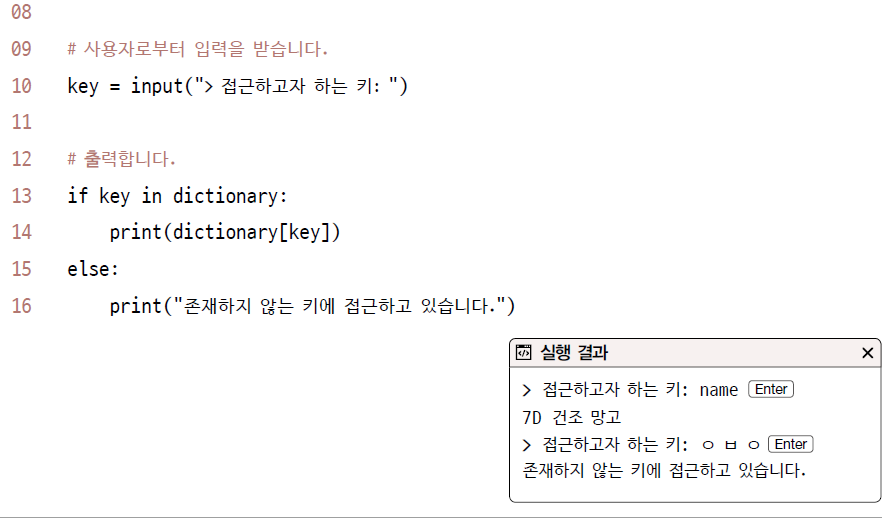 08
09 # 사용자로부터 입력을 받습니다.
10 key = input("> 접근하고자 하는 키: ")
11
12 # 출력합니다.
13 if key in dictionary:
14     print(dictionary[key])
15 else:
16     print("존재하지 않는 키에 접근하고 있습니다.")
실행 결과
> 접근하고자 하는 키: name Enter
7D 건조 망고
> 접근하고자 하는 키: ㅇㅂㅇ Enter
존재하지 않는 키에 접근하고 있습니다.